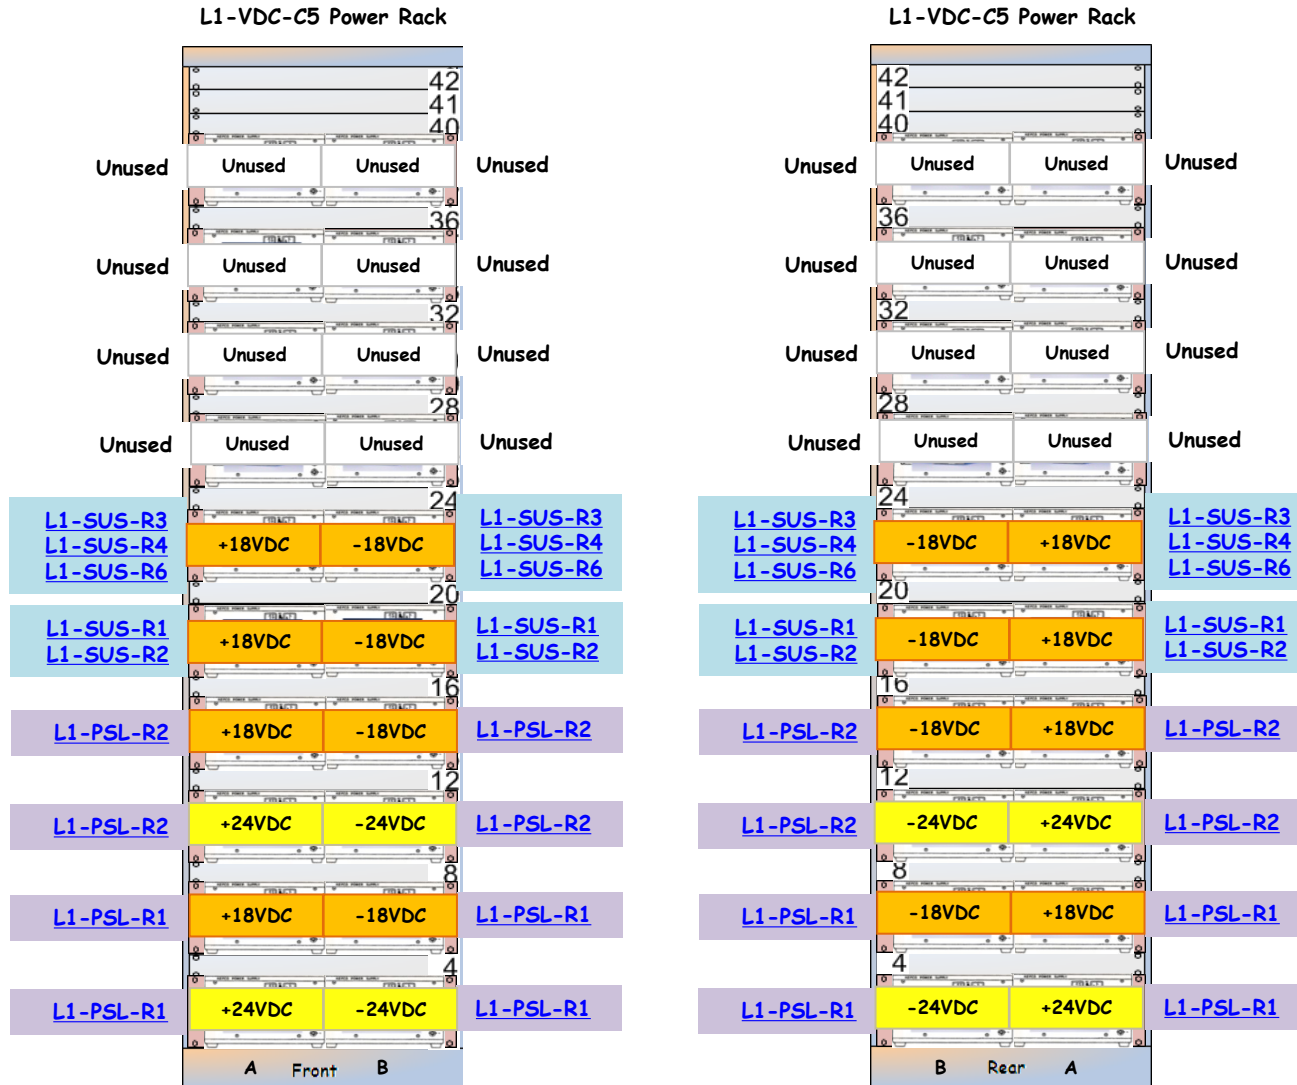 L1-VDC-C5 Power Rack
42
41
40
Unused Unused Unused Unused
36
Unused Unused Unused Unused
32
Unused Unused Unused Unused
28
Unused Unused Unused Unused
24
L1-SUS-R3
L1-SUS-R4
L1-SUS-R6
+18VDC -18VDC
L1-SUS-R3
L1-SUS-R4
L1-SUS-R6
20
L1-SUS-R1
L1-SUS-R2
+18VDC -18VDC
L1-SUS-R1
L1-SUS-R2
16
L1-PSL-R2 +18VDC -18VDC L1-PSL-R2
12
L1-PSL-R2 +24VDC -24VDC L1-PSL-R2
8
L1-PSL-R1 +18VDC -18VDC L1-PSL-R1
4
L1-PSL-R1 +24VDC -24VDC L1-PSL-R1
A Front B
L1-VDC-C5 Power Rack
42
41
40
Unused Unused Unused Unused
36
Unused Unused Unused Unused
32
Unused Unused Unused Unused
28
Unused Unused Unused Unused
24
L1-SUS-R3
L1-SUS-R4
L1-SUS-R6
-18VDC +18VDC
L1-SUS-R3
L1-SUS-R4
L1-SUS-R6
20
L1-SUS-R1
L1-SUS-R2
-18VDC +18VDC
L1-SUS-R1
L1-SUS-R2
16
L1-PSL-R2 -18VDC +18VDC L1-PSL-R2
12
L1-PSL-R2 -24VDC +24VDC L1-PSL-R2
8
L1-PSL-R1 -18VDC +18VDC L1-PSL-R1
4
L1-PSL-R1 -24VDC +24VDC L1-PSL-R1
B Rear A